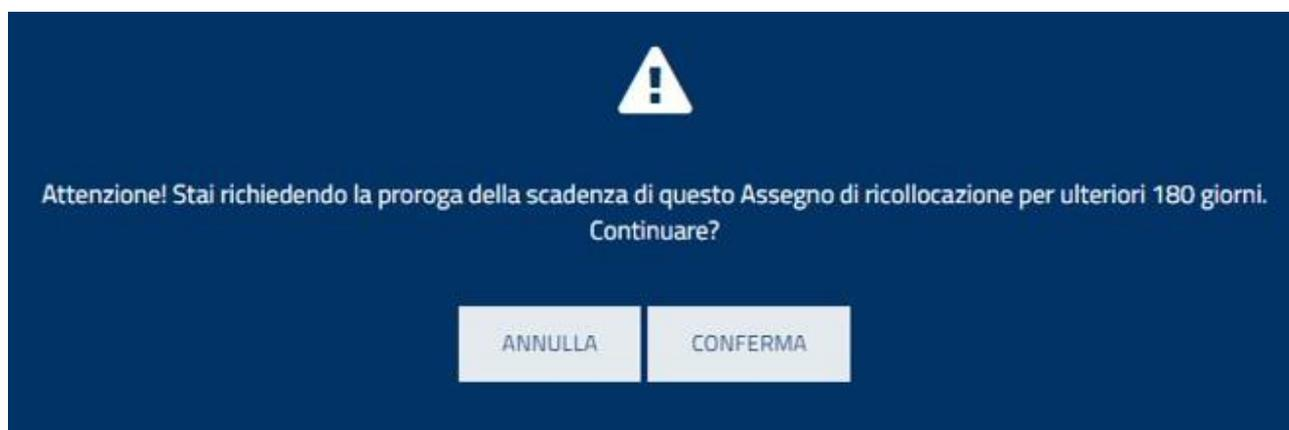 Attenzione! Stai richiedendo la proroga della scadenza di questo Assegno di ricollocazione per ulteriori 180 giorni.
Continuare?
ANNULLA CONFERMA